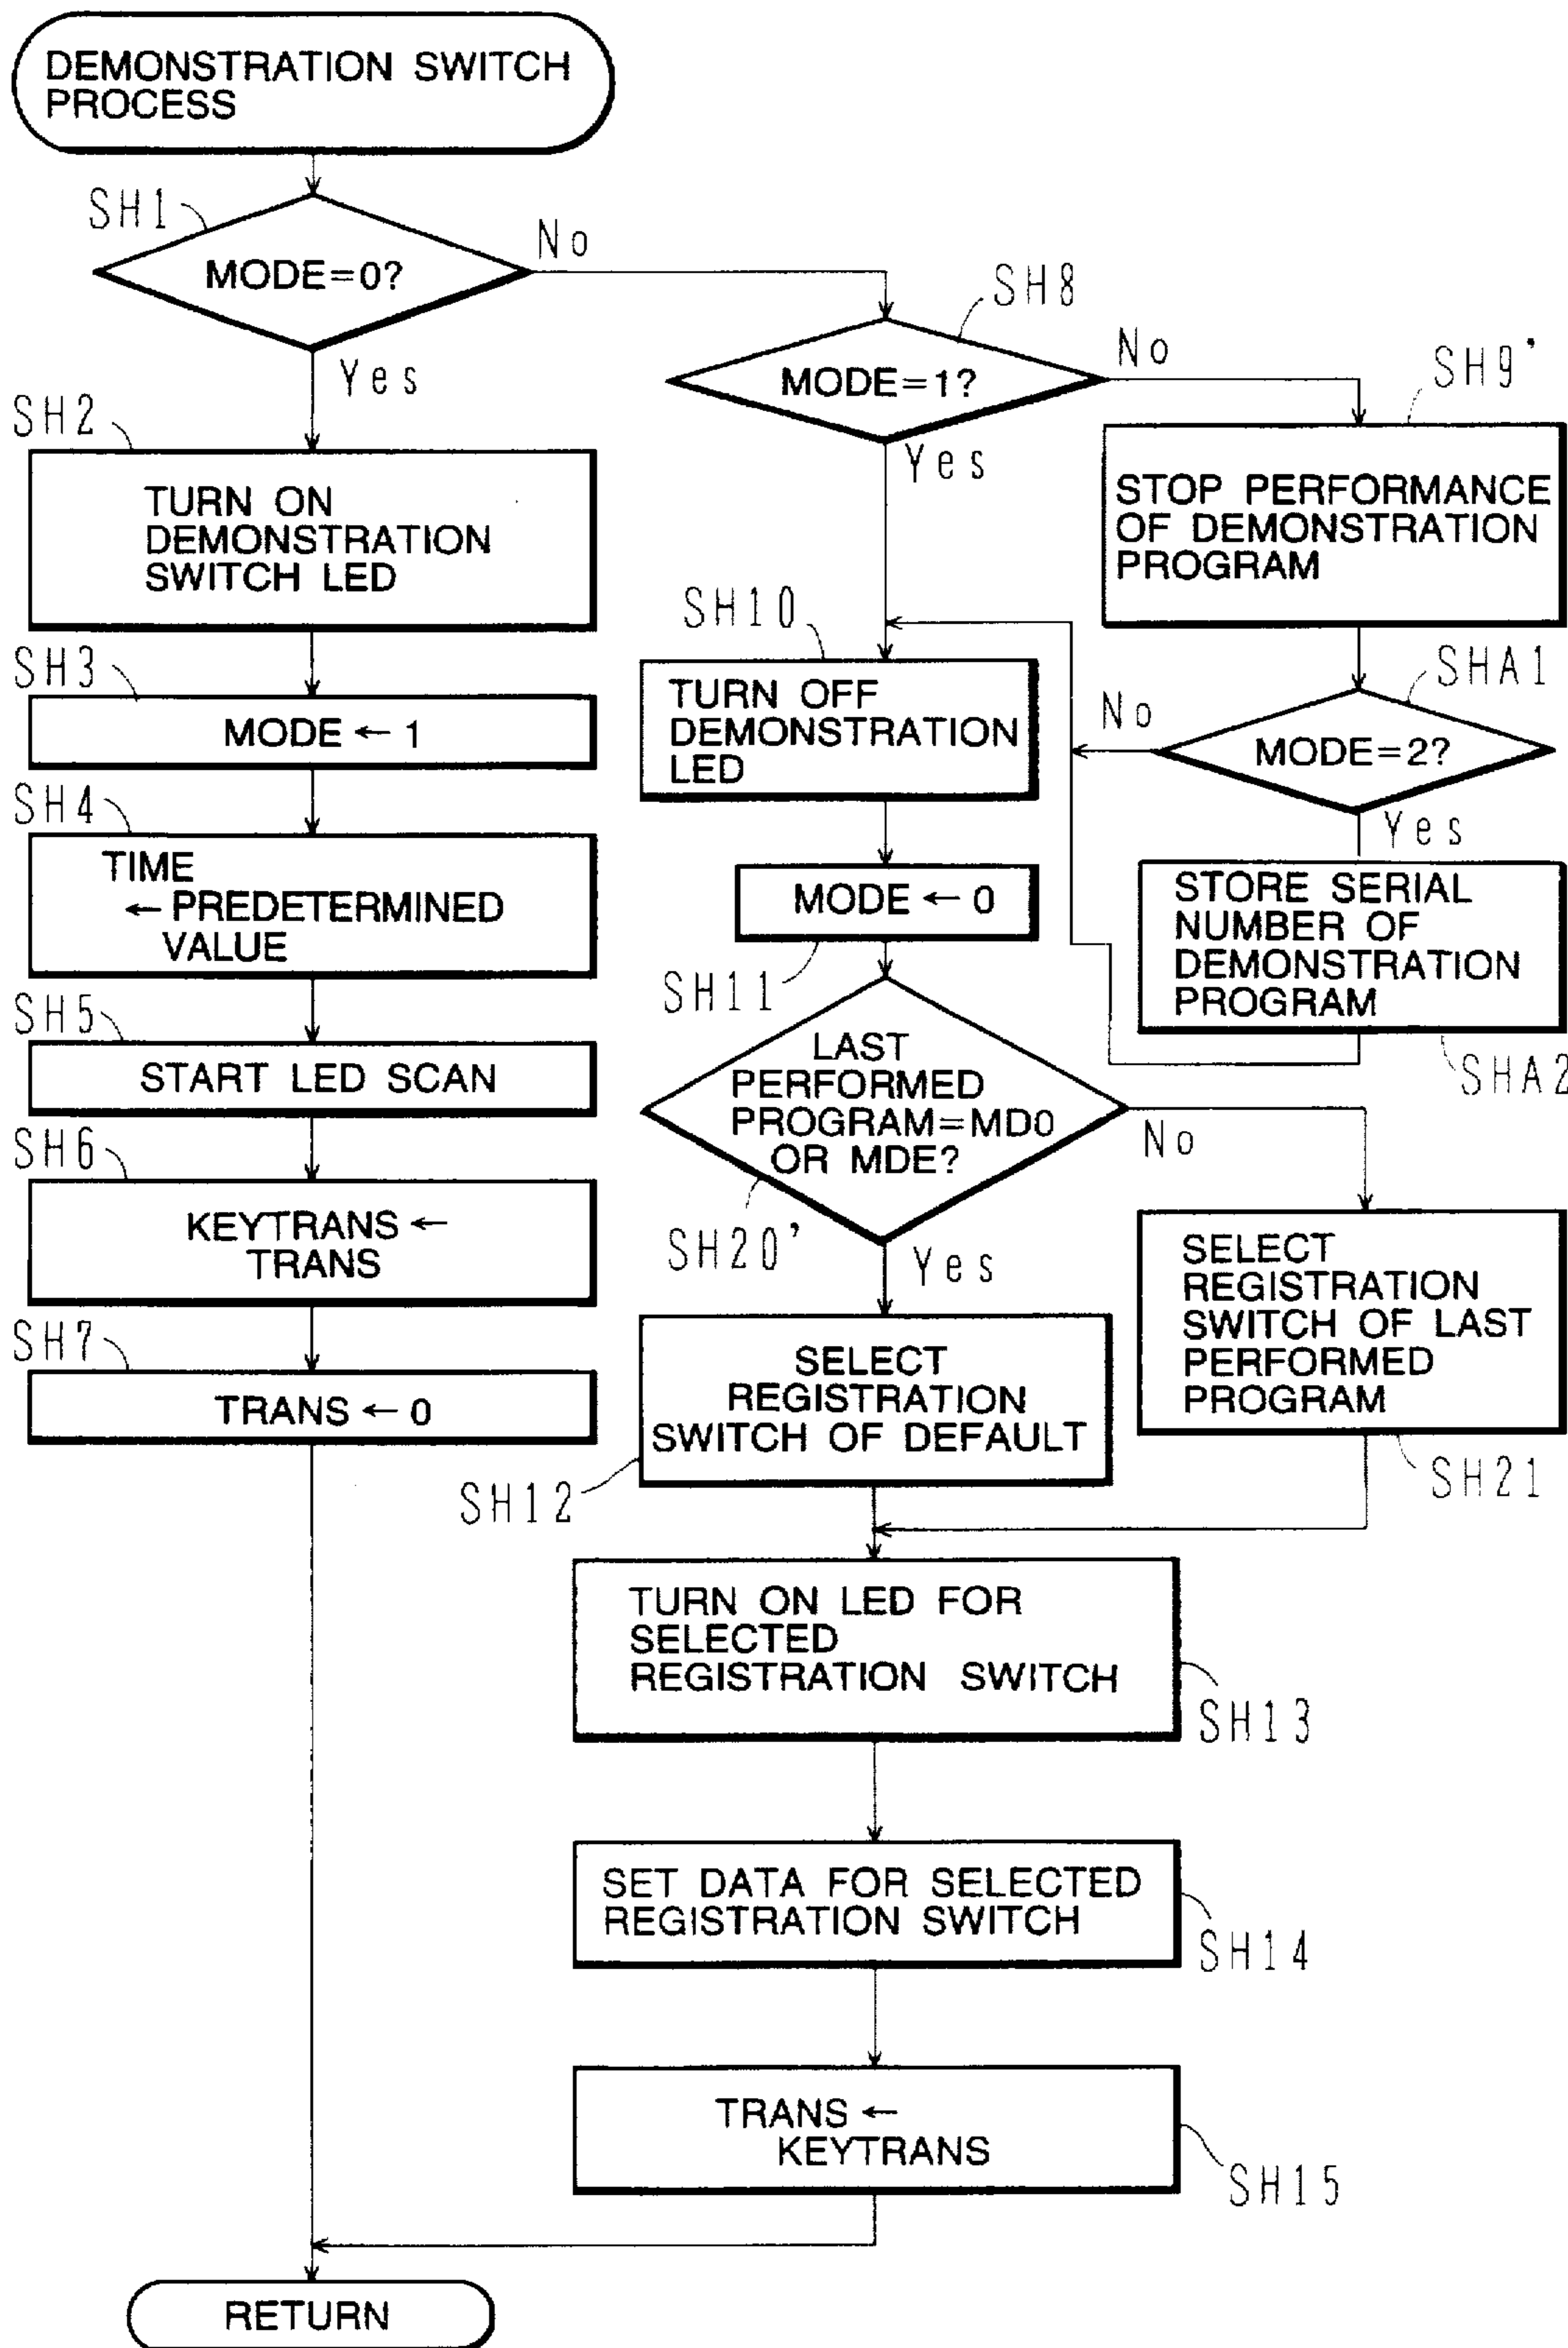 DEMONSTRATION SWITCH
PROCESS
SH1
MODE=0?
No
Yes
SH2
TURN ON
DEMONSTRATION
SWITCH LED
SH3
MODE ← 1
SH4
TIME
← PREDETERMINED
VALUE
SH5
START LED SCAN
SH6
KEYTRANS ←
TRANS
SH7
TRANS ← 0
SH8
MODE=1?
No
Yes
SH9'
STOP PERFORMANCE
OF DEMONSTRATION
PROGRAM
SHA1
MODE=2?
No
Yes
STORE SERIAL
NUMBER OF
DEMONSTRATION
PROGRAM
SHA2
SH10
TURN OFF
DEMONSTRATION
LED
MODE ← 0
SH11
LAST
PERFORMED
PROGRAM=MD0
OR MDE?
SH20'
No
Yes
SELECT
REGISTRATION
SWITCH OF DEFAULT
SH12
SELECT
REGISTRATION
SWITCH OF LAST
PERFORMED
PROGRAM
SH21
TURN ON LED FOR
SELECTED
REGISTRATION SWITCH
SH13
SET DATA FOR SELECTED
REGISTRATION SWITCH
SH14
TRANS ←
KEYTRANS
SH15
RETURN